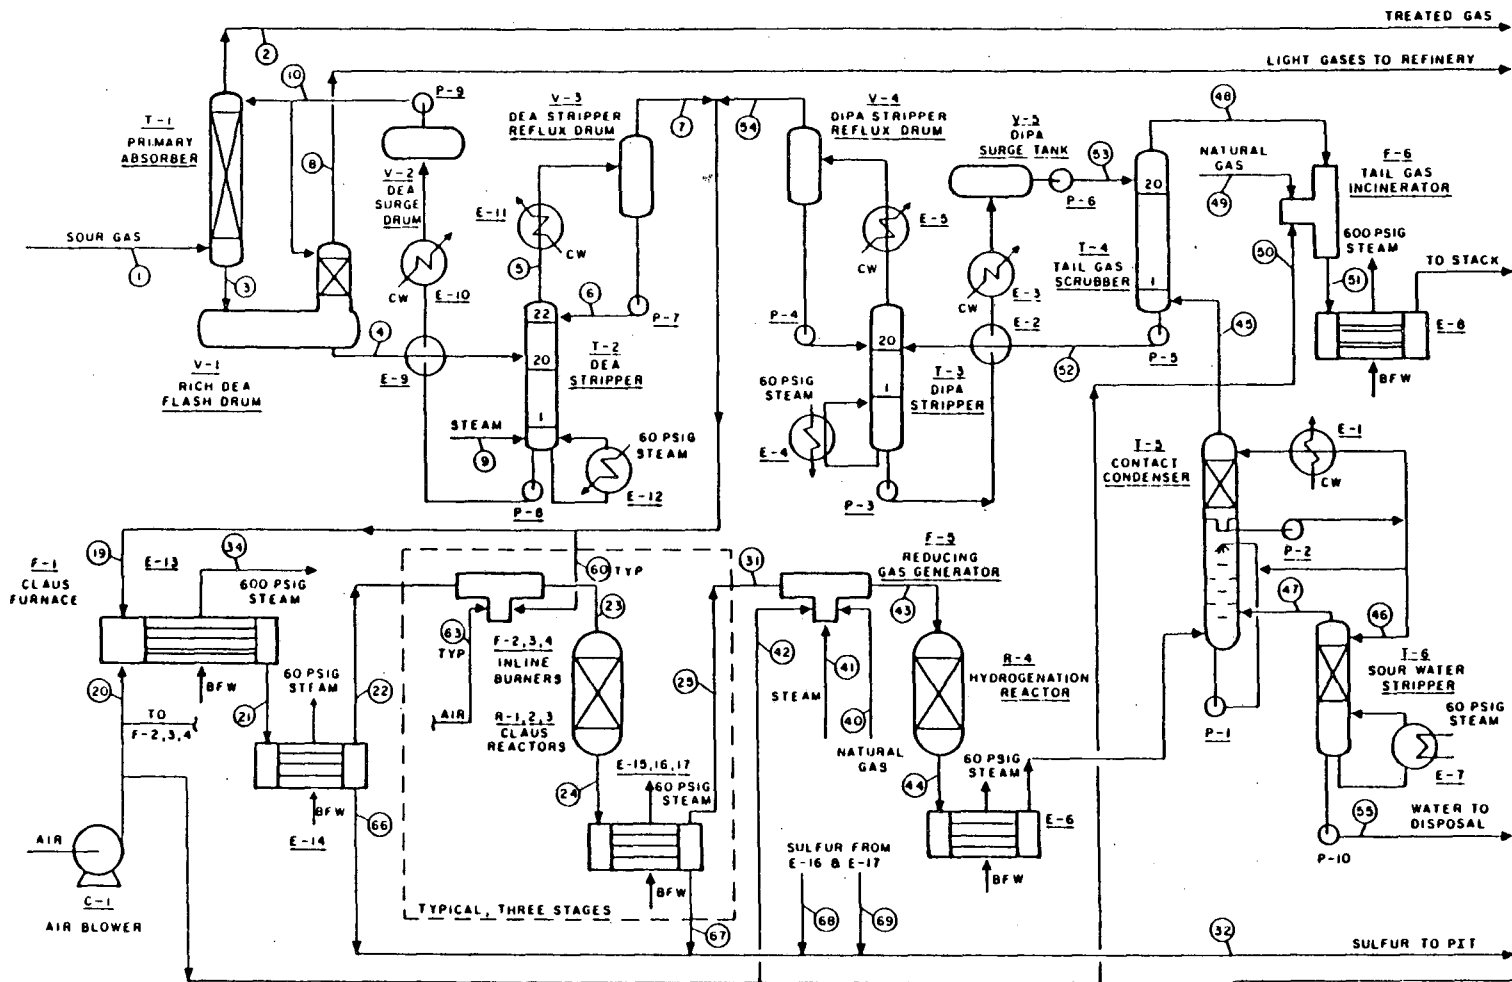 TREATED GAS
2
LIGHT GASES TO REFINERY
10
P-9
V-3
DEA STRIPPER
REFLUX DRUM
7
54
V-4
DIPA STRIPPER
REFLUX DRUM
V-5
DIPA
SURGE TANK
53
48
T-1
PRIMARY
ABSORBER
8
V-2
DEA
SURGE
DRUM
E-11
CW
E-5
CW
P-6
20
NATURAL
GAS
49
F-6
TAIL GAS
INCINERATOR
SOUR GAS
1
3
CW
E-10
5
6
P-7
P-4
CW
E-3
T-4
TAIL GAS
SCRUBBER
1
50
600 PSIG
STEAM
51
TO STACK
E-8
BFW
4
E-9
22
20
1
T-2
DEA
STRIPPER
20
1
E-2
T-3
DIPA
STRIPPER
52
P-5
45
V-1
RICH DEA
FLASH DRUM
STEAM
9
60 PSIG
STEAM
E-12
P-8
60 PSIG
STEAM
E-4
P-3
T-5
CONTACT
CONDENSER
E-1
CW
P-2
19
F-1
CLAUS
FURNACE
E-13
34
600 PSIG
STEAM
60
TYP
31
F-5
REDUCING
GAS GENERATOR
43
47
46
20
BFW
21
TO
F-2,3,4
60 PSIG
STEAM
22
63
TYP
23
F-2,3,4
INLINE
BURNERS
AIR
R-1,2,3
CLAUS
REACTORS
25
42
41
STEAM
40
NATURAL
GAS
R-4
HYDROGENATION
REACTOR
P-1
T-6
SOUR WATER
STRIPPER
60 PSIG
STEAM
E-7
BFW
E-14
66
24
E-15,16,17
60 PSIG
STEAM
BFW
44
60 PSIG
STEAM
E-6
BFW
55
WATER TO
DISPOSAL
P-10
AIR
C-1
AIR BLOWER
TYPICAL, THREE STAGES
67
SULFUR FROM
E-16 & E-17
68
69
32
SULFUR TO PIT